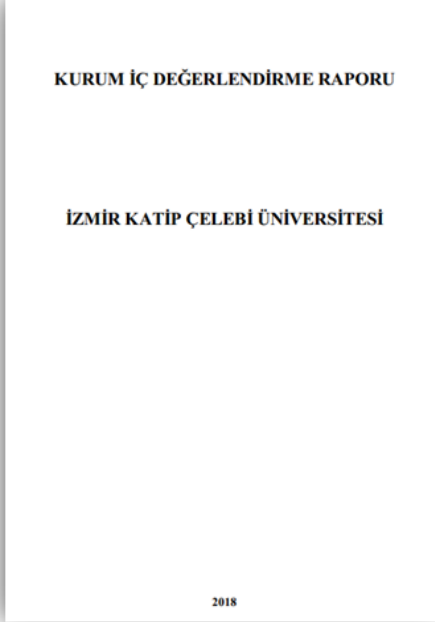 KURUM İÇ DEĞERLENDİRME RAPORU
İZMİR KATİP ÇELEBİ ÜNİVERSİTESİ
2018